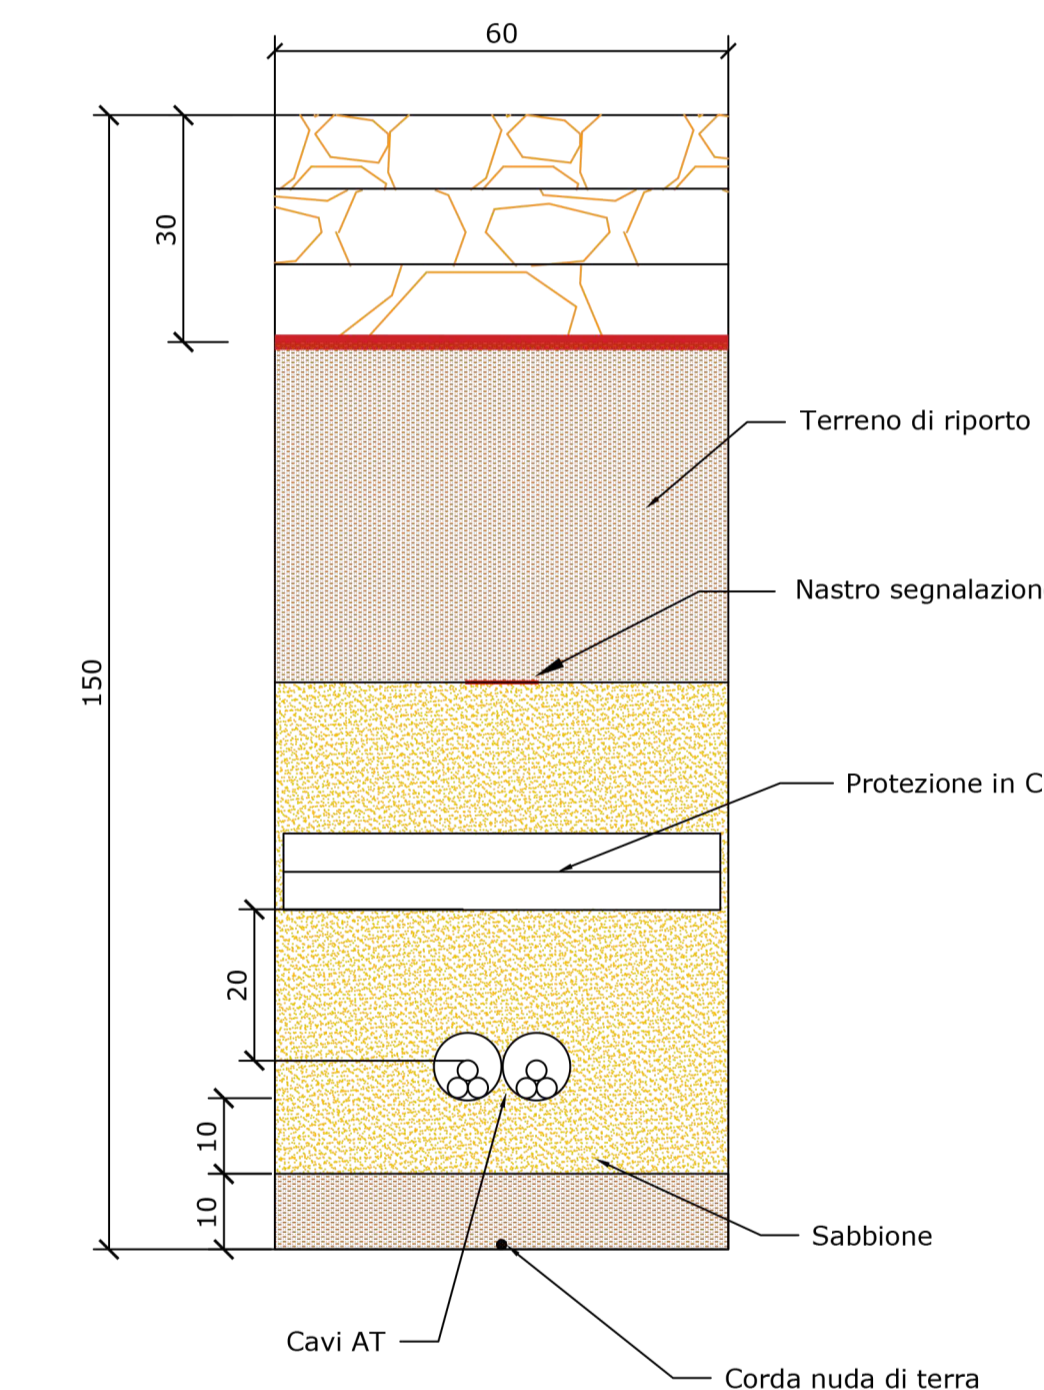 60
30
Terreno di riporto
Nastro segnalazion
150
Protezione in C
20
10
10
Sabbione
Cavi AT
Corda nuda di terra